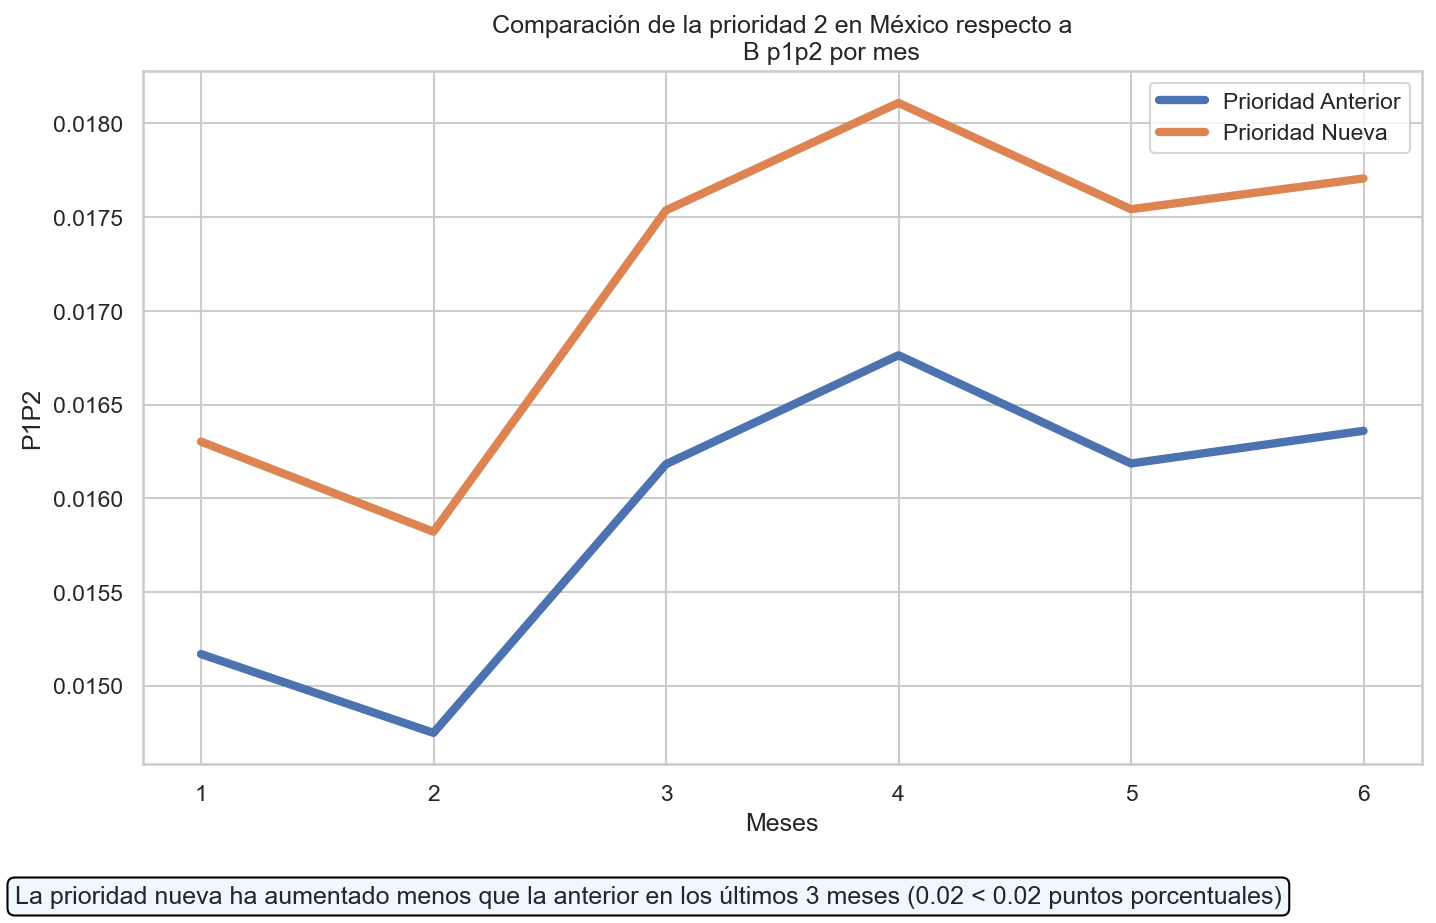 Comparación de la prioridad 2 en México respecto a
B p1p2 por mes
Prioridad Anterior
Prioridad Nueva
0.0180
0.0175
0.0170
0.0165
0.0160
0.0155
0.0150
P1P2
1 2 3 4 5 6
Meses
La prioridad nueva ha aumentado menos que la anterior en los últimos 3 meses (0.02 < 0.02 puntos porcentuales)